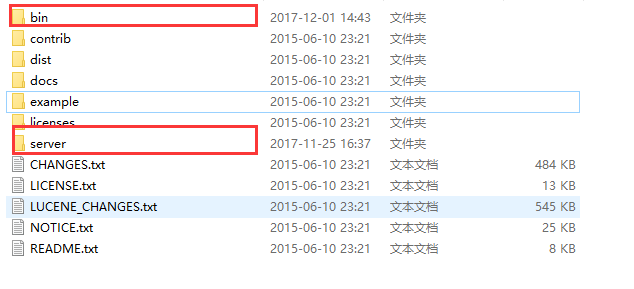 bin 2017-12-01 14:43 文件夹
contrib 2015-06-10 23:21 文件夹
dist 2015-06-10 23:21 文件夹
docs 2015-06-10 23:21 文件夹
example 2015-06-10 23:21 文件夹
licenses 2015-06-10 23:21 文件夹
server 2017-11-25 16:37 文件夹
CHANGES.txt 2015-06-10 23:21 文本文档 484 KB
LICENSE.txt 2015-06-10 23:21 文本文档 13 KB
LUCENE_CHANGES.txt 2015-06-10 23:21 文本文档 545 KB
NOTICE.txt 2015-06-10 23:21 文本文档 25 KB
README.txt 2015-06-10 23:21 文本文档 8 KB